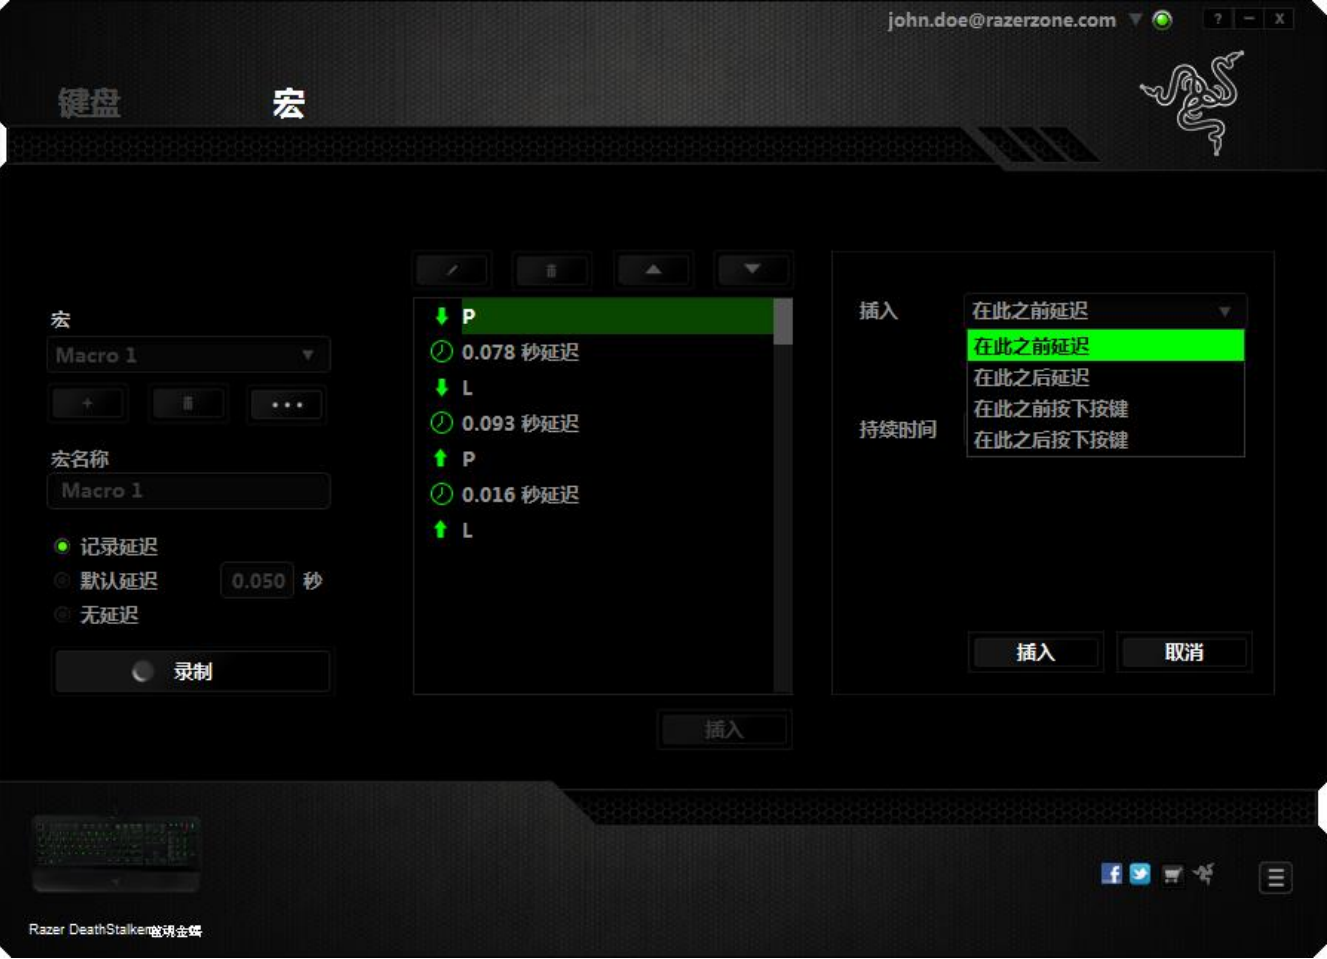 john.doe@razerzone.com
? − X
键盘
宏
宏
Macro 1
+
...
宏名称
Macro 1
记录延迟
默认延迟 0.050 秒
无延迟
录制
P
0.078 秒延迟
L
0.093 秒延迟
P
0.016 秒延迟
L
插入
插入 在此之前延迟
在此之前延迟
在此之后延迟
在此之前按下按键
在此之后按下按键
持续时间
插入 取消
Razer DeathStalker